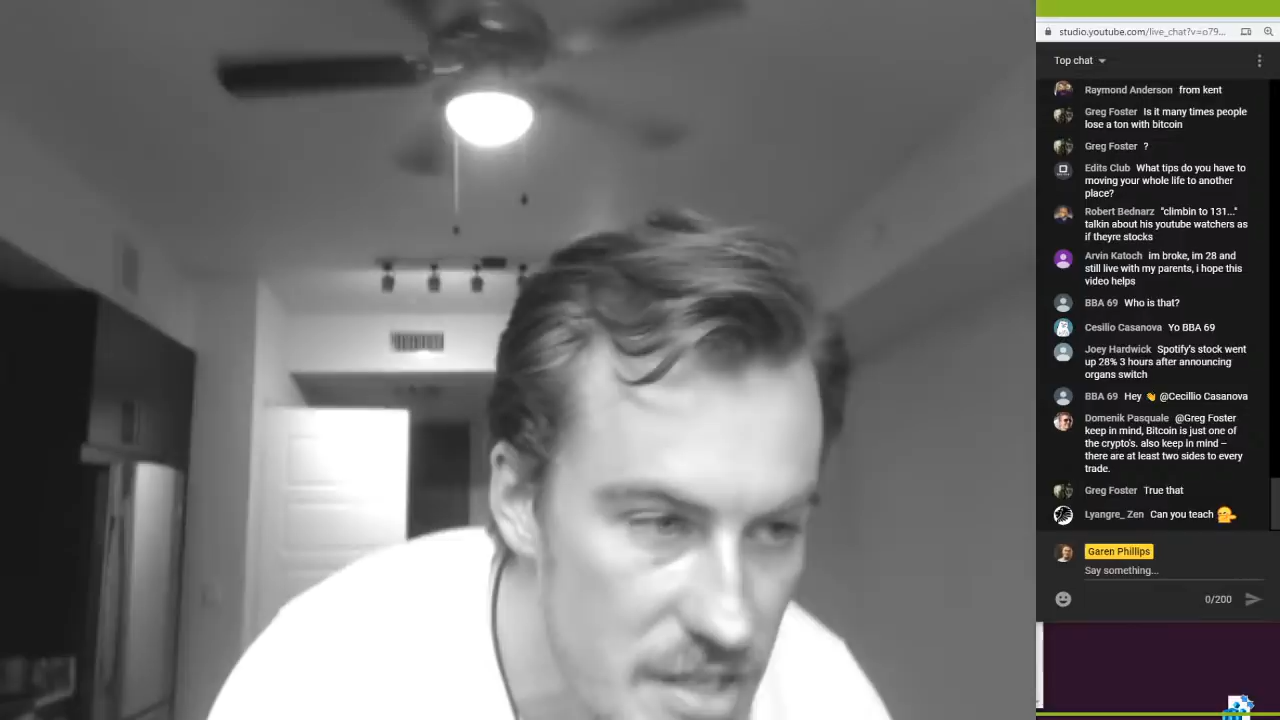 studio.youtube.com/live_chat?v=o79...
Top chat
Raymond Anderson from kent
Greg Foster Is it many times people
lose a ton with bitcoin
Greg Foster ?
Edits Club What tips do you have to
moving your whole life to another
place?
Robert Bednarz "climbin to 131..."
talkin about his youtube watchers as
if theyre stocks
Arvin Katoch im broke, im 28 and
still live with my parents, i hope this
video helps
BBA 69 Who is that?
Cesilio Casanova Yo BBA 69
Joey Hardwick Spotify's stock went
up 28% 3 hours after announcing
organs switch
BBA 69 Hey 👋 @Cecillio Casanova
Domenik Pasquale @Greg Foster
keep in mind, Bitcoin is just one of
the crypto's. also keep in mind –
there are at least two sides to every
trade.
Greg Foster True that
Lyangre_ Zen Can you teach
Garen Phillips
Say something...
0/200